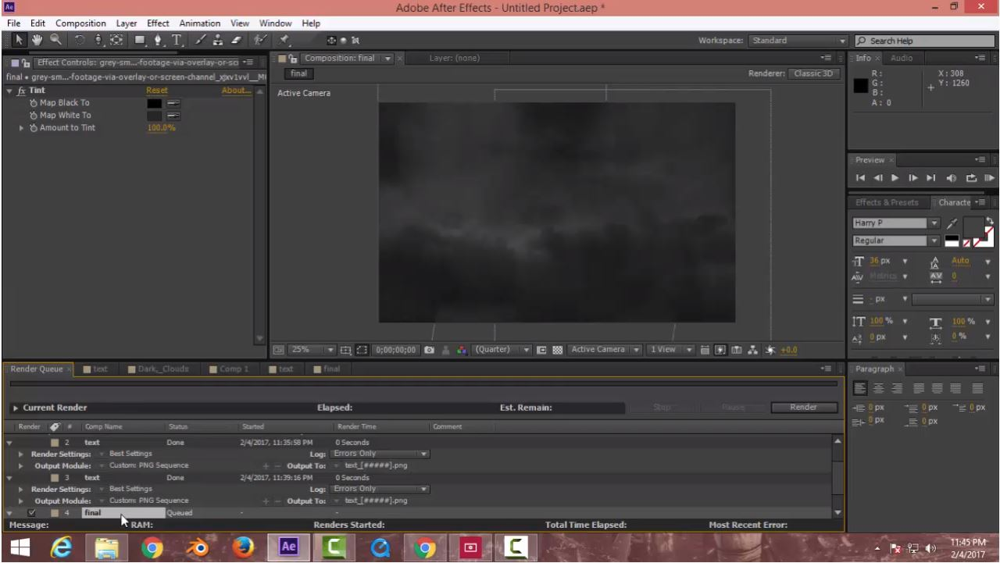 Adobe After Effects - Untitled Project.aep *
File Edit Composition Layer Effect Animation View Window Help
Workspace: Standard Search Help
Effect Controls: grey-sm...-footage-via-overlay-or-scr
Composition: final Layer: (none) Info Audio
final • grey-sm...-footage-via-overlay-or-screen-channel_xjxv1vvl__M
final Renderer: Classic 3D
R: X: 308
G: Y: 1260
B:
A: 0
fx Tint Reset About...
Active Camera
Map Black To
Map White To
Amount to Tint 100.0%
Preview
Effects & Presets Characte
Harry P
Regular
36 px Auto
Metrics 0
- px
100 % 100 %
0 px 0 %
25% 0;00;00;00 (Quarter) Active Camera 1 View +0.0
Render Queue text Dark,_Clouds Comp 1 text final
Paragraph
0 px 0 px 0 px
0 px 0 px
Current Render Elapsed: Est. Remain: Stop Pause Render
Render # Comp Name Status Started Render Time Comment
2 text Done 2/4/2017, 11:35:58 PM 0 Seconds
Render Settings: Best Settings Log: Errors Only
Output Module: Custom: PNG Sequence + − Output To: text_[#####].png
3 text Done 2/4/2017, 11:39:16 PM 0 Seconds
Render Settings: Best Settings Log: Errors Only
Output Module: Custom: PNG Sequence + − Output To: text_[#####].png
4 final Queued - -
Message: RAM: Renders Started: Total Time Elapsed: Most Recent Error:
Ae
11:45 PM
2/4/2017